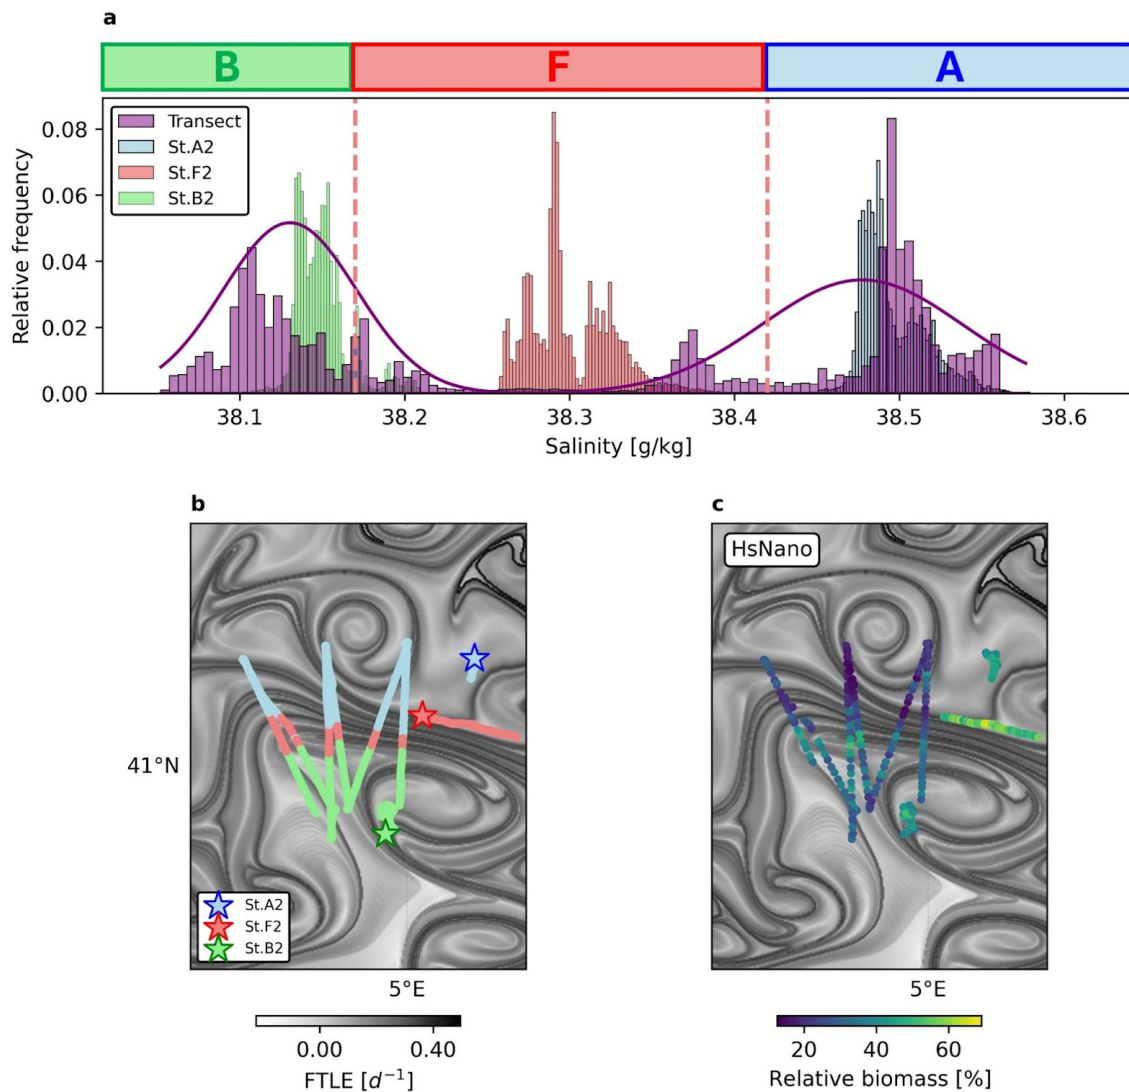 a
B F A
Transect
St.A2
St.F2
St.B2
Relative frequency
0.08
0.06
0.04
0.02
0.00
38.1 38.2 38.3 38.4 38.5 38.6
Salinity [g/kg]
b
41°N
St.A2
St.F2
St.B2
5°E
0.00 0.40
FTLE [d⁻¹]
c
HsNano
5°E
20 40 60
Relative biomass [%]